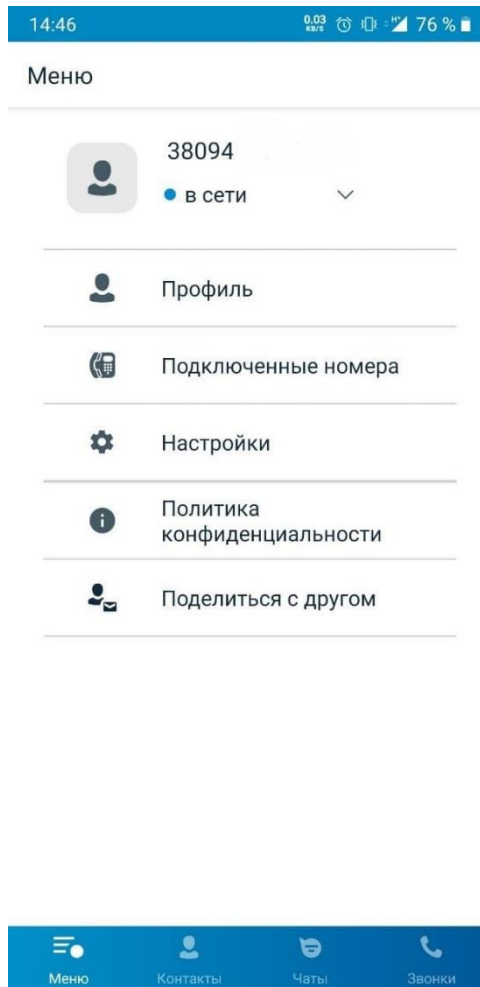 14:46
0.03
KB/S
H+
76 %
Меню
38094
в сети
Профиль
Подключенные номера
Настройки
Политика
конфиденциальности
Поделиться с другом
Меню
Контакты
Чаты
Звонки